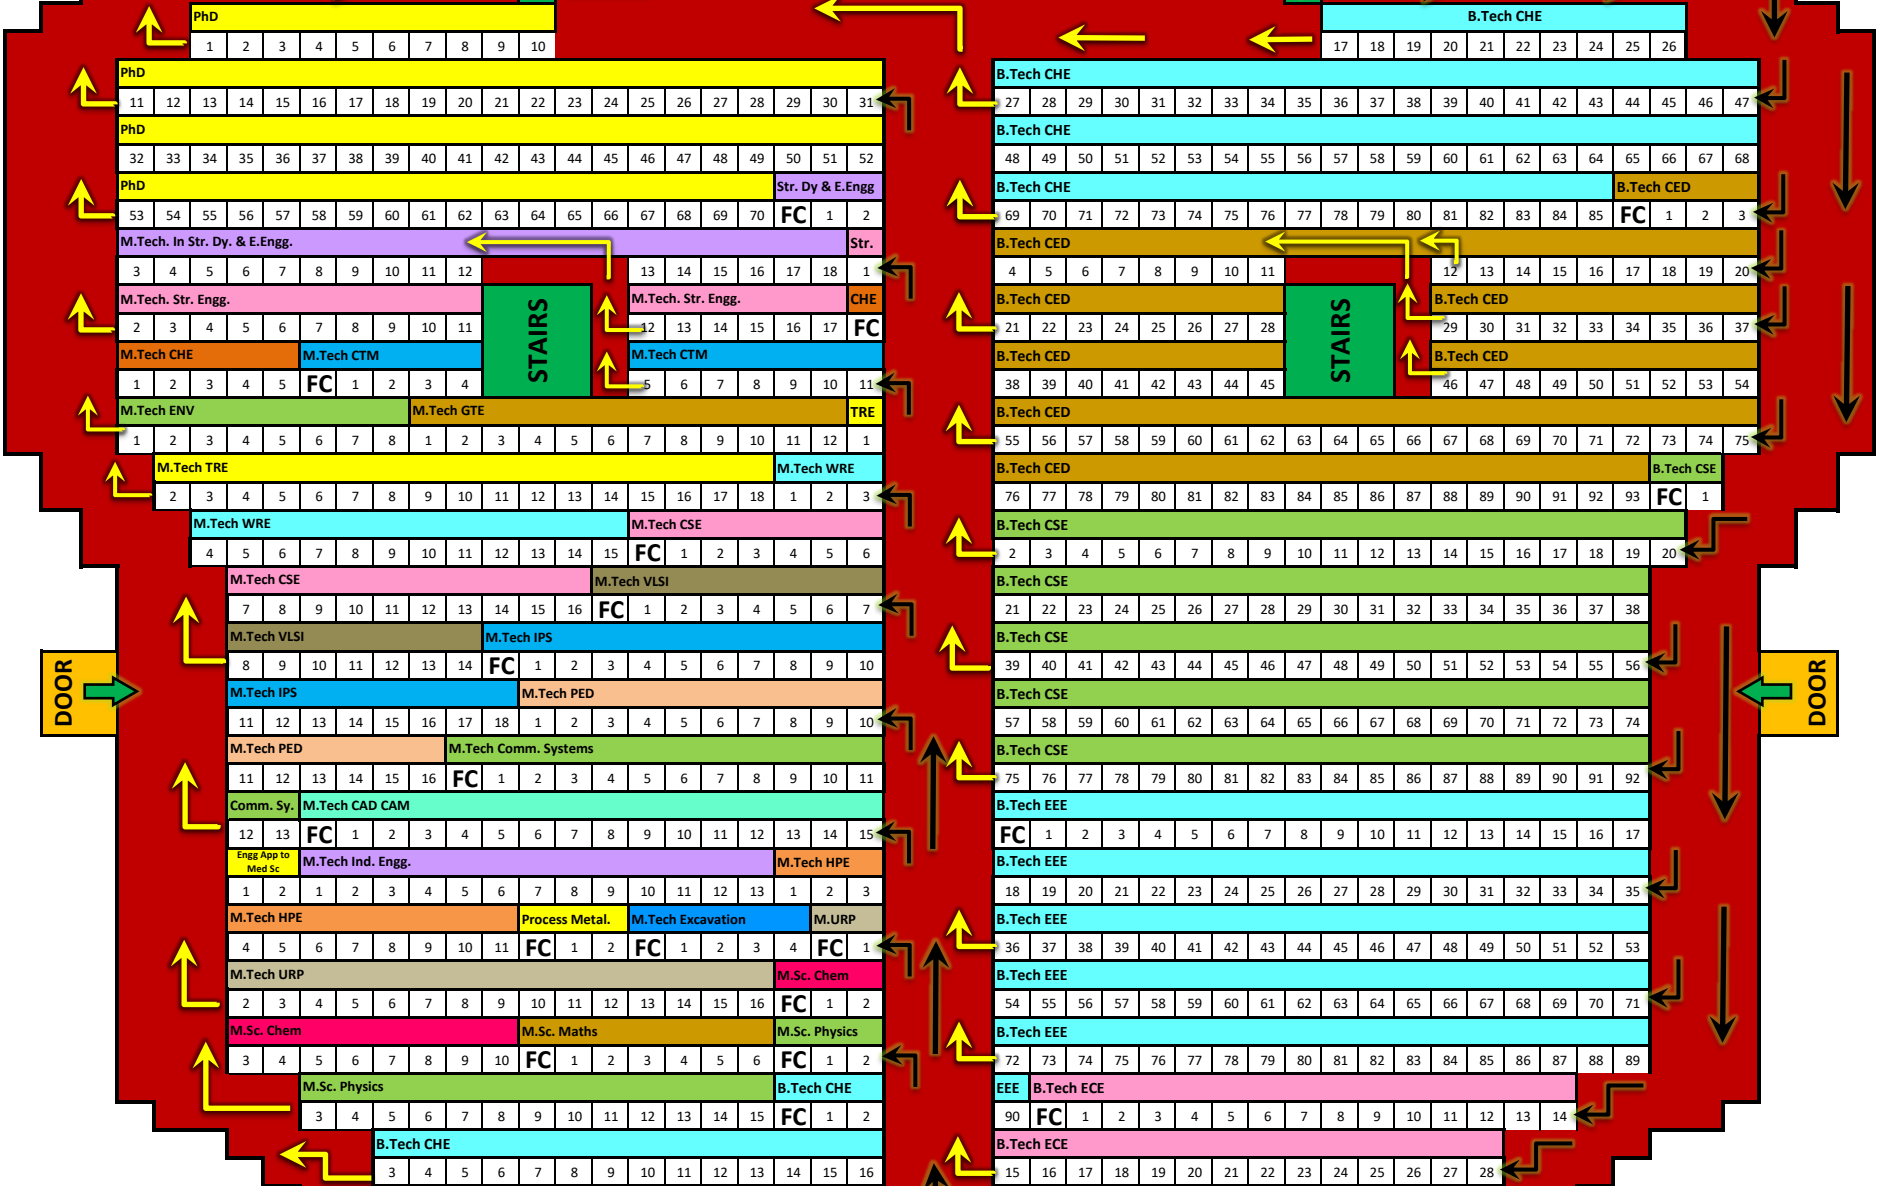 PhD B.Tech CHE
1 2 3 4 5 6 7 8 9 10 17 18 19 20 21 22 23 24 25 26
PhD B.Tech CHE
11 12 13 14 15 16 17 18 19 20 21 22 23 24 25 26 27 28 29 30 31 27 28 29 30 31 32 33 34 35 36 37 38 39 40 41 42 43 44 45 46 47
PhD B.Tech CHE
32 33 34 35 36 37 38 39 40 41 42 43 44 45 46 47 48 49 50 51 52 48 49 50 51 52 53 54 55 56 57 58 59 60 61 62 63 64 65 66 67 68
PhD Str. Dy & E.Engg B.Tech CHE B.Tech CED
53 54 55 56 57 58 59 60 61 62 63 64 65 66 67 68 69 70 FC 1 2 69 70 71 72 73 74 75 76 77 78 79 80 81 82 83 84 85 FC 1 2 3
M.Tech. In Str. Dy. & E.Engg. Str. B.Tech CED
3 4 5 6 7 8 9 10 11 12 13 14 15 16 17 18 1 4 5 6 7 8 9 10 11 12 13 14 15 16 17 18 19 20
M.Tech. Str. Engg. STAIRS M.Tech. Str. Engg. CHE B.Tech CED STAIRS B.Tech CED
2 3 4 5 6 7 8 9 10 11 12 13 14 15 16 17 FC 21 22 23 24 25 26 27 28 29 30 31 32 33 34 35 36 37
M.Tech CHE M.Tech CTM M.Tech CTM B.Tech CED B.Tech CED
1 2 3 4 5 FC 1 2 3 4 5 6 7 8 9 10 11 38 39 40 41 42 43 44 45 46 47 48 49 50 51 52 53 54
M.Tech ENV M.Tech GTE TRE B.Tech CED
1 2 3 4 5 6 7 8 1 2 3 4 5 6 7 8 9 10 11 12 1 55 56 57 58 59 60 61 62 63 64 65 66 67 68 69 70 71 72 73 74 75
M.Tech TRE M.Tech WRE B.Tech CED B.Tech CSE
2 3 4 5 6 7 8 9 10 11 12 13 14 15 16 17 18 1 2 3 76 77 78 79 80 81 82 83 84 85 86 87 88 89 90 91 92 93 FC 1
M.Tech WRE M.Tech CSE B.Tech CSE
4 5 6 7 8 9 10 11 12 13 14 15 FC 1 2 3 4 5 6 2 3 4 5 6 7 8 9 10 11 12 13 14 15 16 17 18 19 20
M.Tech CSE M.Tech VLSI B.Tech CSE
7 8 9 10 11 12 13 14 15 16 FC 1 2 3 4 5 6 7 21 22 23 24 25 26 27 28 29 30 31 32 33 34 35 36 37 38
M.Tech VLSI M.Tech IPS B.Tech CSE
8 9 10 11 12 13 14 FC 1 2 3 4 5 6 7 8 9 10 39 40 41 42 43 44 45 46 47 48 49 50 51 52 53 54 55 56
DOOR M.Tech IPS M.Tech PED B.Tech CSE DOOR
11 12 13 14 15 16 17 18 1 2 3 4 5 6 7 8 9 10 57 58 59 60 61 62 63 64 65 66 67 68 69 70 71 72 73 74
M.Tech PED M.Tech Comm. Systems B.Tech CSE
11 12 13 14 15 16 FC 1 2 3 4 5 6 7 8 9 10 11 75 76 77 78 79 80 81 82 83 84 85 86 87 88 89 90 91 92
Comm. Sy. M.Tech CAD CAM B.Tech EEE
12 13 FC 1 2 3 4 5 6 7 8 9 10 11 12 13 14 15 FC 1 2 3 4 5 6 7 8 9 10 11 12 13 14 15 16 17
Engg App to
Med Sc M.Tech Ind. Engg. M.Tech HPE B.Tech EEE
1 2 1 2 3 4 5 6 7 8 9 10 11 12 13 1 2 3 18 19 20 21 22 23 24 25 26 27 28 29 30 31 32 33 34 35
M.Tech HPE Process Metal. M.Tech Excavation M.URP B.Tech EEE
4 5 6 7 8 9 10 11 FC 1 2 FC 1 2 3 4 FC 1 36 37 38 39 40 41 42 43 44 45 46 47 48 49 50 51 52 53
M.Tech URP M.Sc. Chem B.Tech EEE
2 3 4 5 6 7 8 9 10 11 12 13 14 15 16 FC 1 2 54 55 56 57 58 59 60 61 62 63 64 65 66 67 68 69 70 71
M.Sc. Chem M.Sc. Maths M.Sc. Physics B.Tech EEE
3 4 5 6 7 8 9 10 FC 1 2 3 4 5 6 FC 1 2 72 73 74 75 76 77 78 79 80 81 82 83 84 85 86 87 88 89
M.Sc. Physics B.Tech CHE EEE B.Tech ECE
3 4 5 6 7 8 9 10 11 12 13 14 15 FC 1 2 90 FC 1 2 3 4 5 6 7 8 9 10 11 12 13 14
B.Tech CHE B.Tech ECE
3 4 5 6 7 8 9 10 11 12 13 14 15 16 15 16 17 18 19 20 21 22 23 24 25 26 27 28